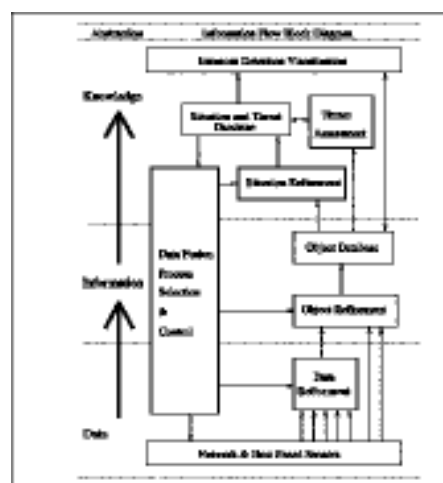 Abstraction Information Flow Block Diagram
Intrusion Detection Visualization
Knowledge
Situation and Threat
Database
Threat
Assessment
Situation Refinement
Object Database
Data Fusion
Process
Selection
&
Control
Information
Object Refinement
Data
Refinement
Data
Network & Host Based Sensors